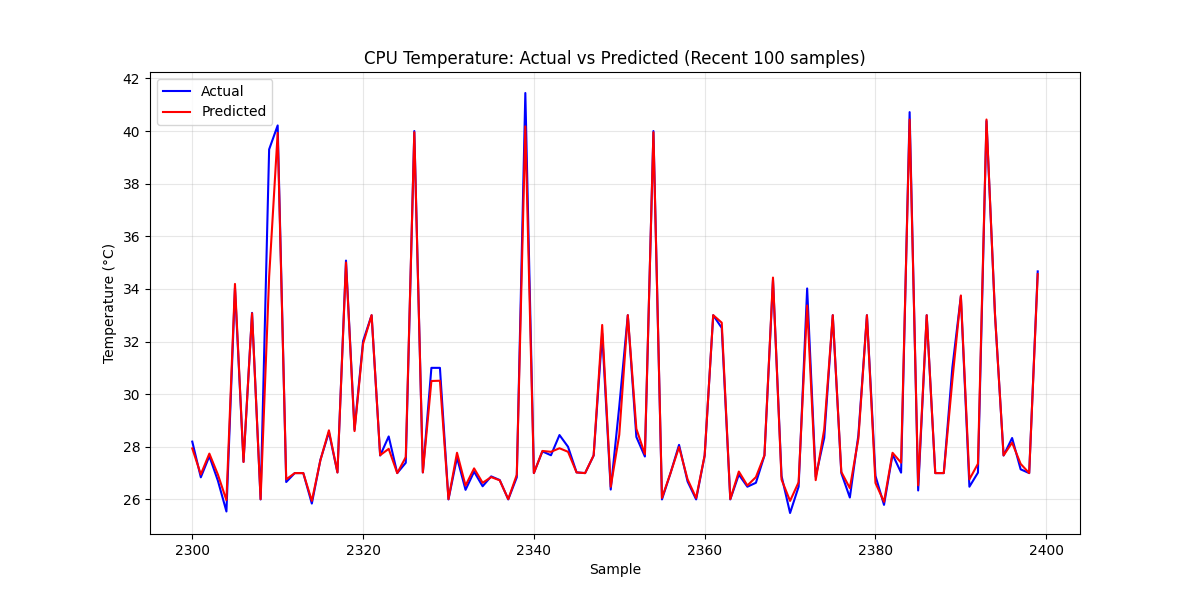 CPU Temperature: Actual vs Predicted (Recent 100 samples)
Actual
Predicted
Temperature (°C)
42
40
38
36
34
32
30
28
26
2300 2320 2340 2360 2380 2400
Sample